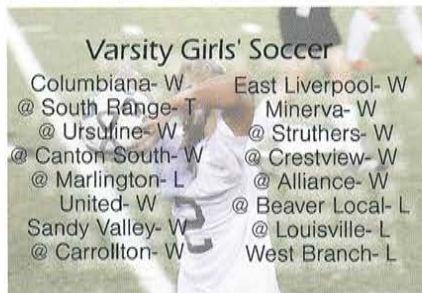 Varsity Girls' Soccer
Columbiana- W
@ South Range- T
@ Ursuline- W
@ Canton South- W
@ Marlington- L
United- W
Sandy Valley- W
@ Carrollton- W
East Liverpool- W
Minerva- W
@ Struthers- W
@ Crestview- W
@ Alliance- W
@ Beaver Local- L
@ Louisville- L
West Branch- L
2